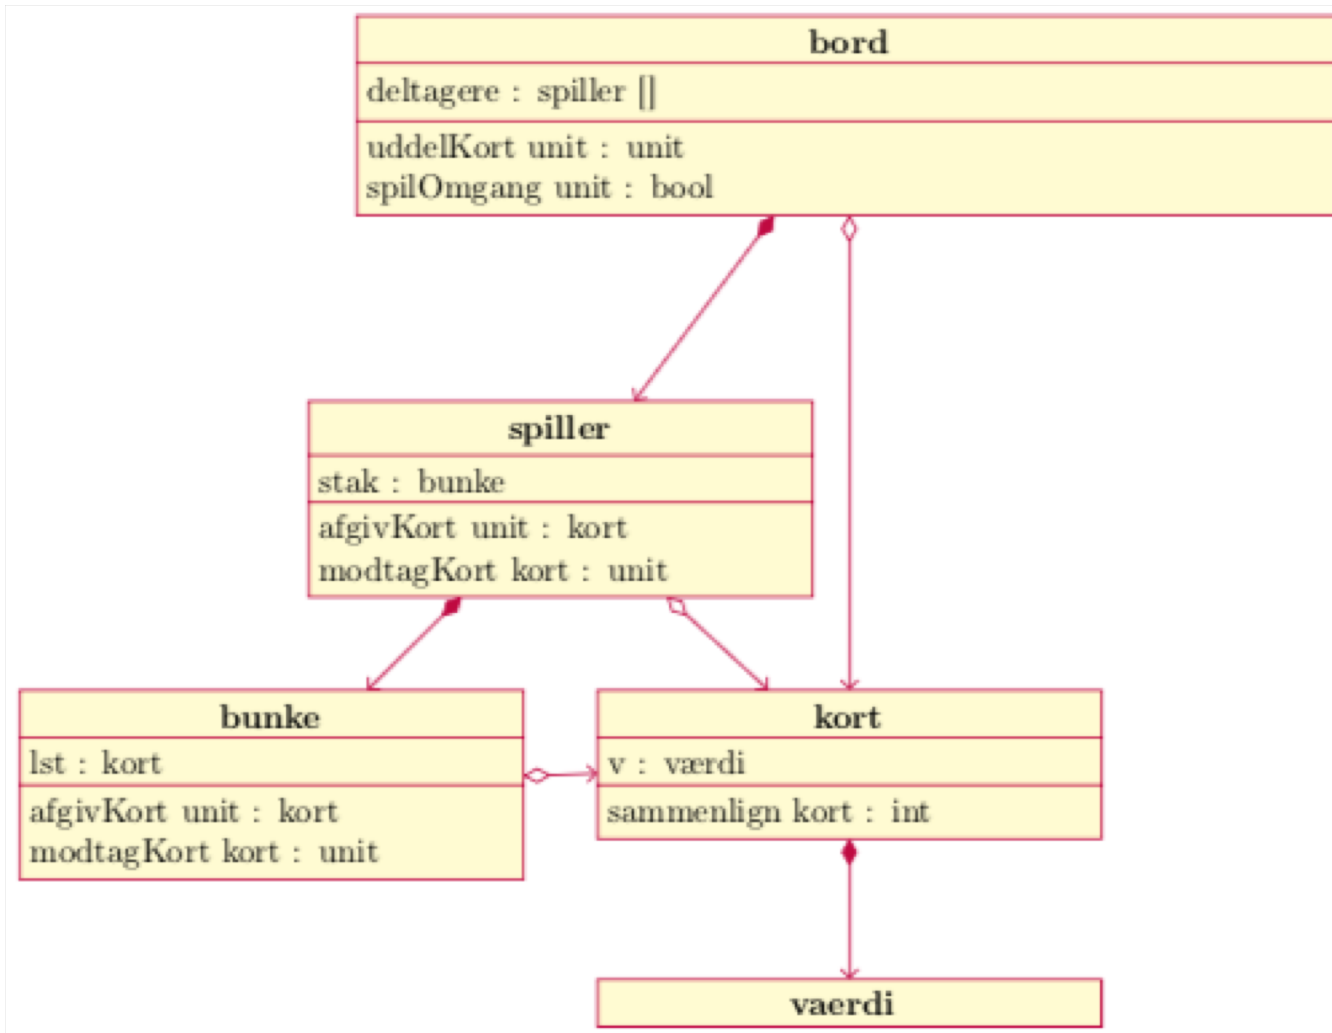 bord
deltagere : spiller []
uddelKort unit : unit
spilOmgang unit : bool
spiller
stak : bunke
afgivKort unit : kort
modtagKort kort : unit
bunke
lst : kort
afgivKort unit : kort
modtagKort kort : unit
kort
v : værdi
sammenlign kort : int
vaerdi